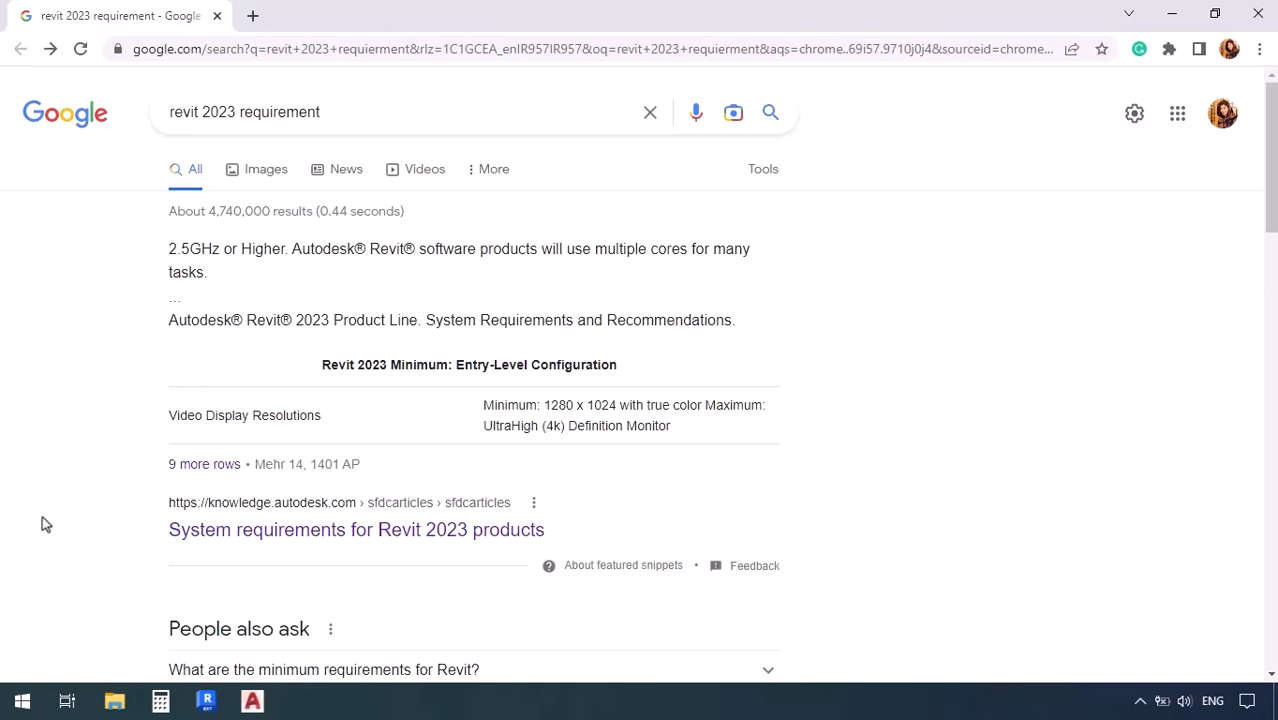 revit 2023 requirement - Google
google.com/search?q=revit+2023+requierment&rlz=1C1GCEA_enIR957IR957&oq=revit+2023+requierment&aqs=chrome..69i57.9710j0j4&sourceid=chrome...
Google
revit 2023 requirement
All
Images
News
Videos
More
Tools
About 4,740,000 results (0.44 seconds)
2.5GHz or Higher. Autodesk® Revit® software products will use multiple cores for many
tasks.
...
Autodesk® Revit® 2023 Product Line. System Requirements and Recommendations.
Revit 2023 Minimum: Entry-Level Configuration
Video Display Resolutions
Minimum: 1280 x 1024 with true color Maximum:
UltraHigh (4k) Definition Monitor
9 more rows • Mehr 14, 1401 AP
https://knowledge.autodesk.com › sfdcarticles › sfdcarticles
System requirements for Revit 2023 products
About featured snippets • Feedback
People also ask
What are the minimum requirements for Revit?
R
RVT
A
ENG